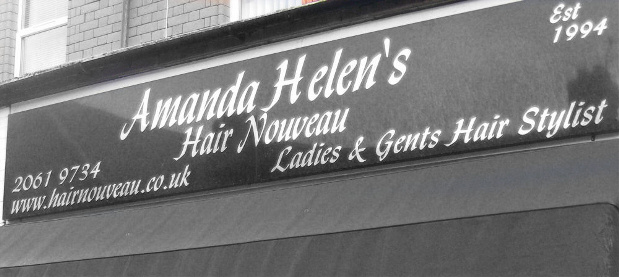 Est
1994
Amanda Helen's
Hair Nouveau
Ladies & Gents Hair Stylist
2061 9734
www.hairnouveau.co.uk